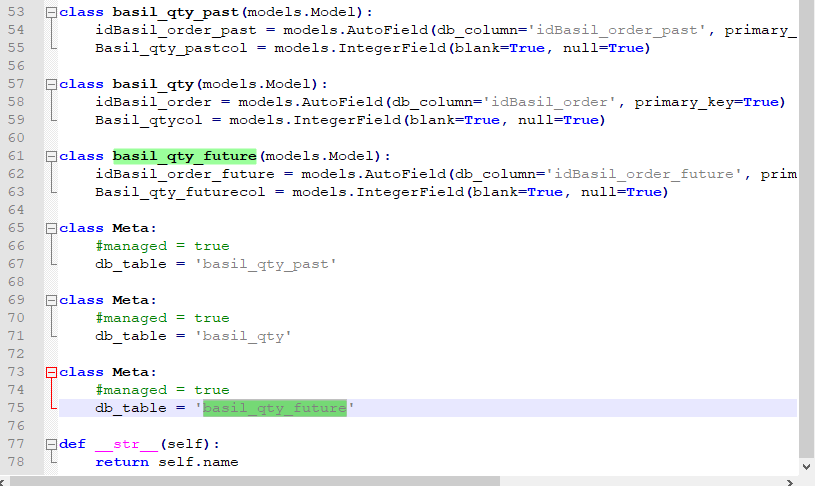 53 class basil_qty_past(models.Model):
54 idBasil_order_past = models.AutoField(db_column='idBasil_order_past', primary_
55 Basil_qty_pastcol = models.IntegerField(blank=True, null=True)
56
57 class basil_qty(models.Model):
58 idBasil_order = models.AutoField(db_column='idBasil_order', primary_key=True)
59 Basil_qtycol = models.IntegerField(blank=True, null=True)
60
61 class basil_qty_future(models.Model):
62 idBasil_order_future = models.AutoField(db_column='idBasil_order_future', prim
63 Basil_qty_futurecol = models.IntegerField(blank=True, null=True)
64
65 class Meta:
66 #managed = true
67 db_table = 'basil_qty_past'
68
69 class Meta:
70 #managed = true
71 db_table = 'basil_qty'
72
73 class Meta:
74 #managed = true
75 db_table = 'basil_qty_future'
76
77 def __str__(self):
78 return self.name